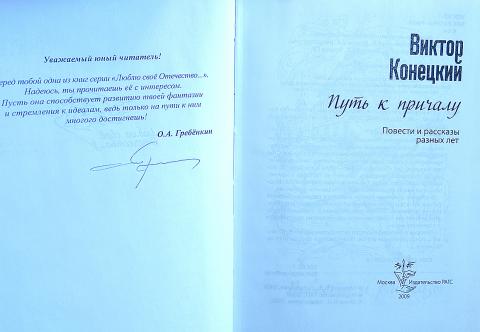 Уважаемый юный читатель!
еред тобой одна из книг серии «Люблю своё Отечество...».
Надеюсь, ты прочитаешь её с интересом.
Пусть она способствует развитию твоей фантазии
и стремления к идеалам, ведь только на пути к ним
многого достигнешь!
О.А. Гребёнкин
Виктор
Конецкий
Путь к причалу
Повести и рассказы
разных лет
Москва Издательство РАГС
2009